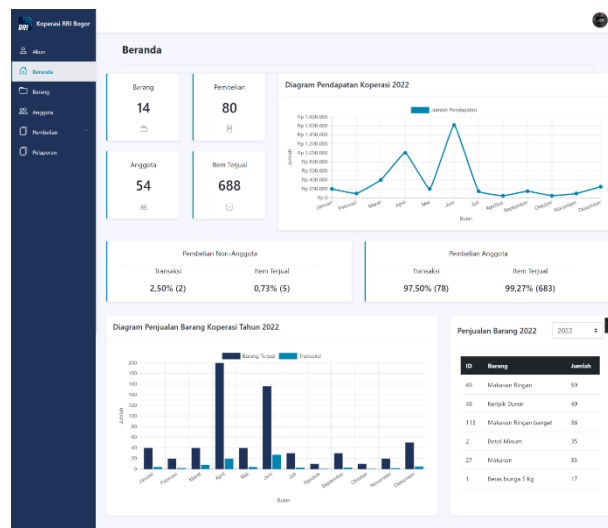 RRI Koperasi RRI Bogor
Akun
Beranda
Barang
Anggota
Pembelian
Pelaporan
Beranda
Barang
14
Pembelian
80
Anggota
54
Item Terjual
688
Diagram Pendapatan Koperasi 2022
Jumlah Pendapatan
Rp 1.800.000
Rp 1.600.000
Rp 1.400.000
Rp 1.200.000
Rp 1.000.000
Rp 800.000
Rp 600.000
Rp 400.000
Rp 200.000
Rp 0
Jumlah
Januari Februari Maret April Mei Juni Juli Agustus September Oktober November Desember
Bulan
Pembelian Non-Anggota
Transaksi Item Terjual
2,50% (2) 0,73% (5)
Pembelian Anggota
Transaksi Item Terjual
97,50% (78) 99,27% (683)
Diagram Penjualan Barang Koperasi Tahun 2022
Barang Terjual Transaksi
200
180
160
140
120
100
80
60
40
20
0
Jumlah
Januari Februari Maret April Mei Juni Juli Agustus September Oktober November Desember
Bulan
Penjualan Barang 2022 2022
ID Barang Jumlah
49 Makanan Ringan 59
48 Keripik Duren 49
113 Makanan Ringan banget 36
2 Botol Minum 35
27 Makanan
1 Beras bunga 5 Kg 17